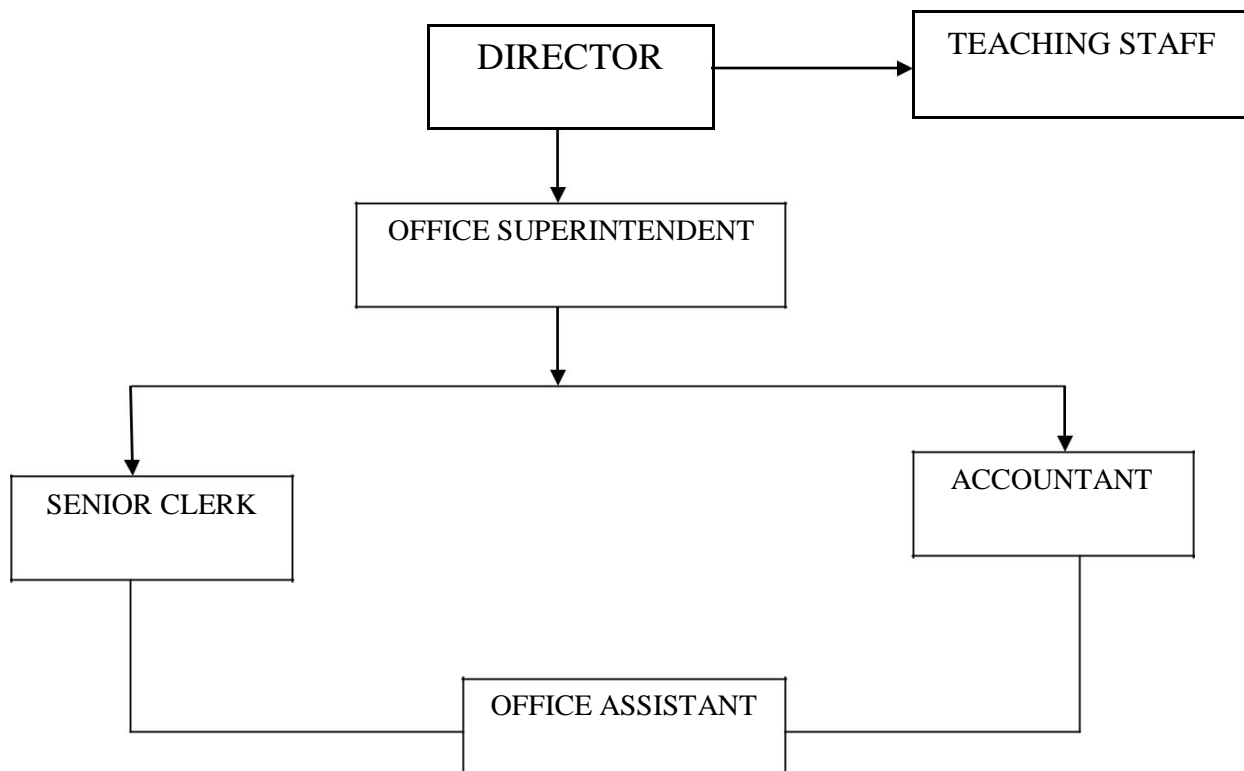 DIRECTOR
TEACHING STAFF
OFFICE SUPERINTENDENT
SENIOR CLERK
ACCOUNTANT
OFFICE ASSISTANT